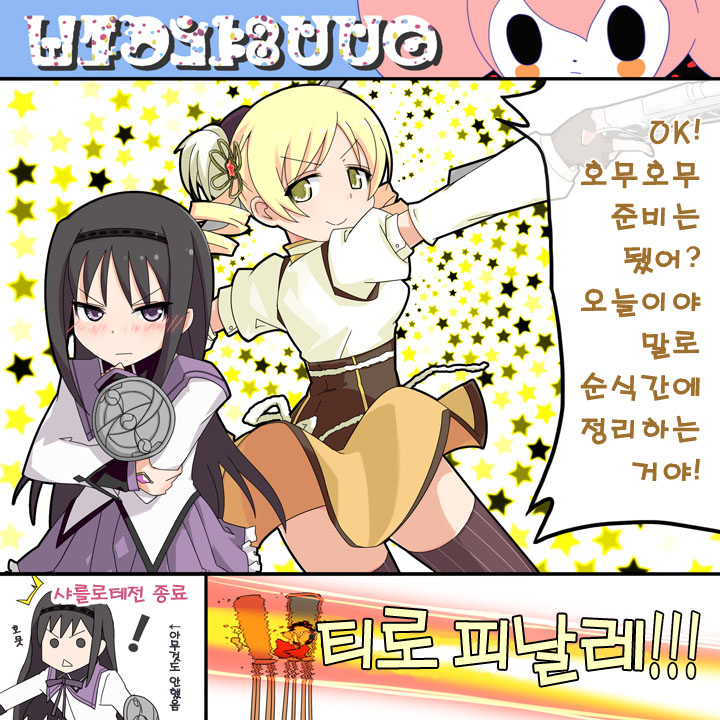 OK!
호무호무
준비는
됐어?
오늘이야
말로
순식간에
정리하는
거야!
샤를로테전 종료
호뭇
!
←아무것도 안했음
티로 피날레!!!